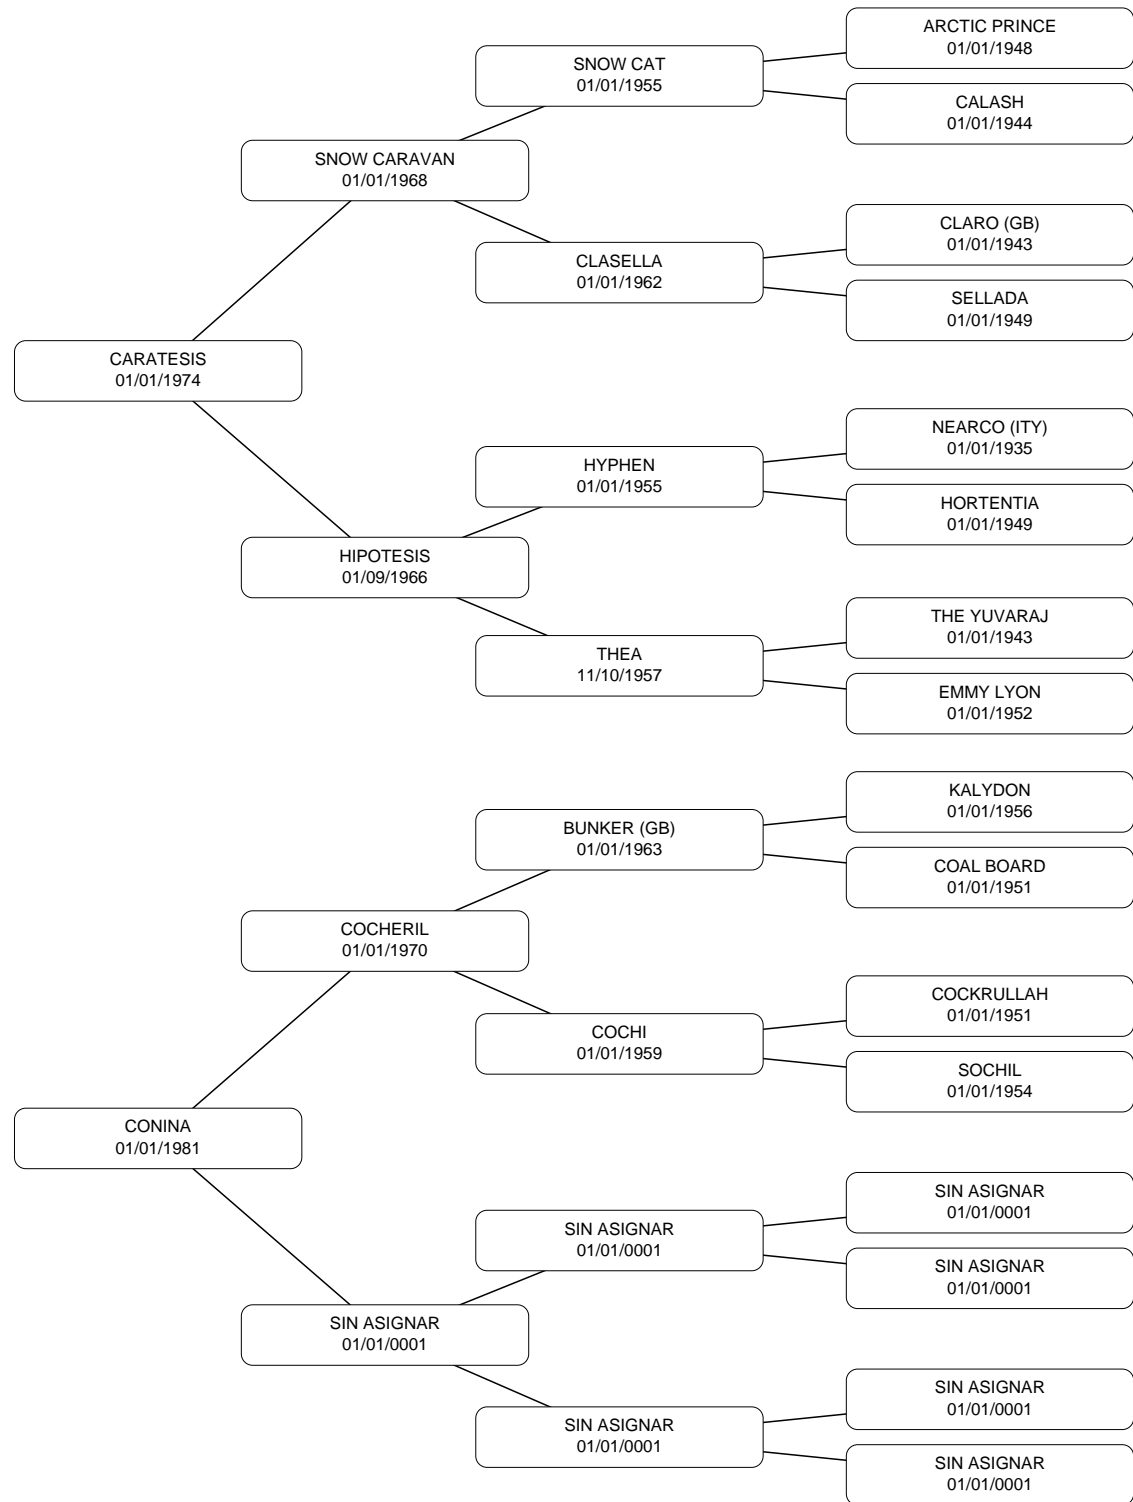 ARCTIC PRINCE
01/01/1948
SNOW CAT
01/01/1955
CALASH
01/01/1944
SNOW CARAVAN
01/01/1968
CLARO (GB)
01/01/1943
CLASELLA
01/01/1962
SELLADA
01/01/1949
CARATESIS
01/01/1974
NEARCO (ITY)
01/01/1935
HYPHEN
01/01/1955
HORTENTIA
01/01/1949
HIPOTESIS
01/09/1966
THE YUVARAJ
01/01/1943
THEA
11/10/1957
EMMY LYON
01/01/1952
KALYDON
01/01/1956
BUNKER (GB)
01/01/1963
COAL BOARD
01/01/1951
COCHERIL
01/01/1970
COCKRULLAH
01/01/1951
COCHI
01/01/1959
SOCHIL
01/01/1954
CONINA
01/01/1981
SIN ASIGNAR
01/01/0001
SIN ASIGNAR
01/01/0001
SIN ASIGNAR
01/01/0001
SIN ASIGNAR
01/01/0001
SIN ASIGNAR
01/01/0001
SIN ASIGNAR
01/01/0001
SIN ASIGNAR
01/01/0001